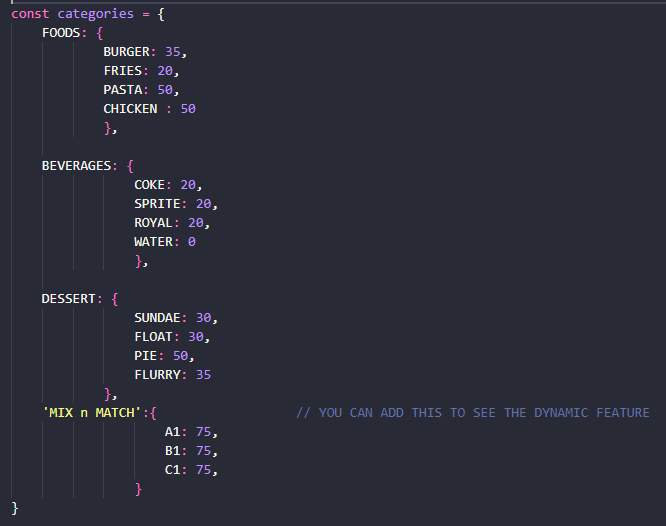 const categories = {
FOODS: {
BURGER: 35,
FRIES: 20,
PASTA: 50,
CHICKEN : 50
},
BEVERAGES: {
COKE: 20,
SPRITE: 20,
ROYAL: 20,
WATER: 0
},
DESSERT: {
SUNDAE: 30,
FLOAT: 30,
PIE: 50,
FLURRY: 35
},
'MIX n MATCH':{ // YOU CAN ADD THIS TO SEE THE DYNAMIC FEATURE
A1: 75,
B1: 75,
C1: 75,
}
}